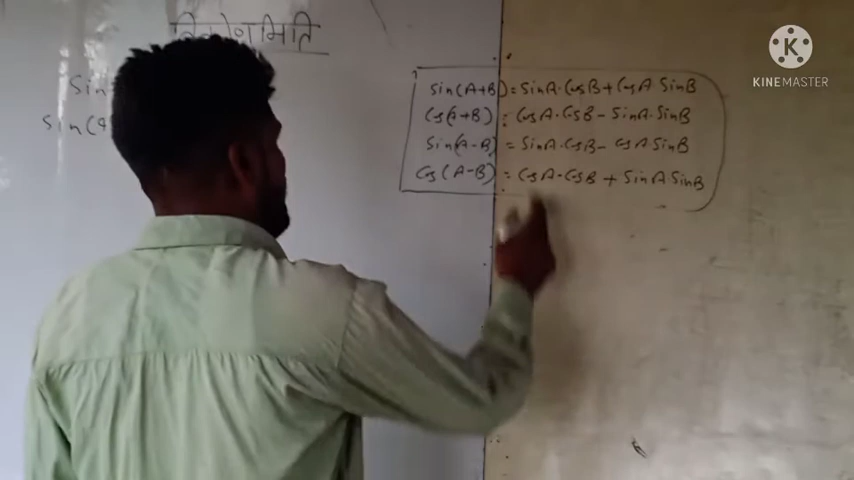 त्रिकोणमिति
Sin
Sin(
Sin(A+B) = SinA·CosB + CosA SinB
Cos(A+B) = CosA·CosB - SinA·SinB
Sin(A-B) = SinA·CosB - CosA SinB
Cos(A-B) = CosA·CosB + SinA SinB
K
KINEMASTER